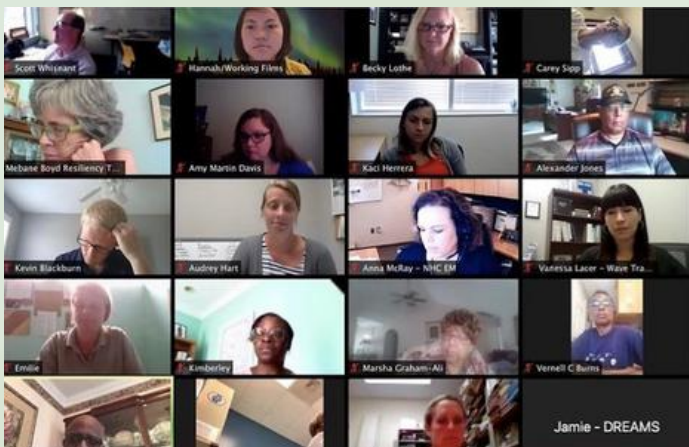 Scott Whisnant
Hannah/Working Films
Becky Lothe
Carey Sipp
Mebane Boyd Resiliency T...
Amy Martin Davis
Kaci Herrera
Alexander Jones
Kevin Blackburn
Audrey Hart
Anna McRay - NHC EM
Vanessa Lacer - Wave Tra...
Emilie
Kimberley
Marsha Graham-Ali
Vernell C Burns
Jamie - DREAMS